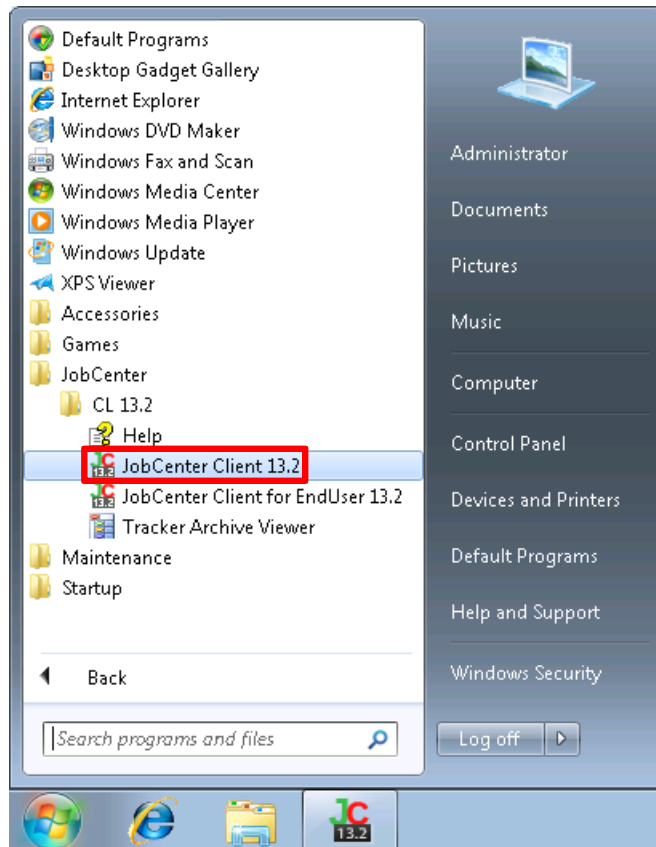 Default Programs
Desktop Gadget Gallery
Internet Explorer
Windows DVD Maker
Windows Fax and Scan
Windows Media Center
Windows Media Player
Windows Update
XPS Viewer
Accessories
Games
JobCenter
CL 13.2
Help
JobCenter Client 13.2
JobCenter Client for EndUser 13.2
Tracker Archive Viewer
Maintenance
Startup
Back
Search programs and files
Administrator
Documents
Pictures
Music
Computer
Control Panel
Devices and Printers
Default Programs
Help and Support
Windows Security
Log off
JC
13.2